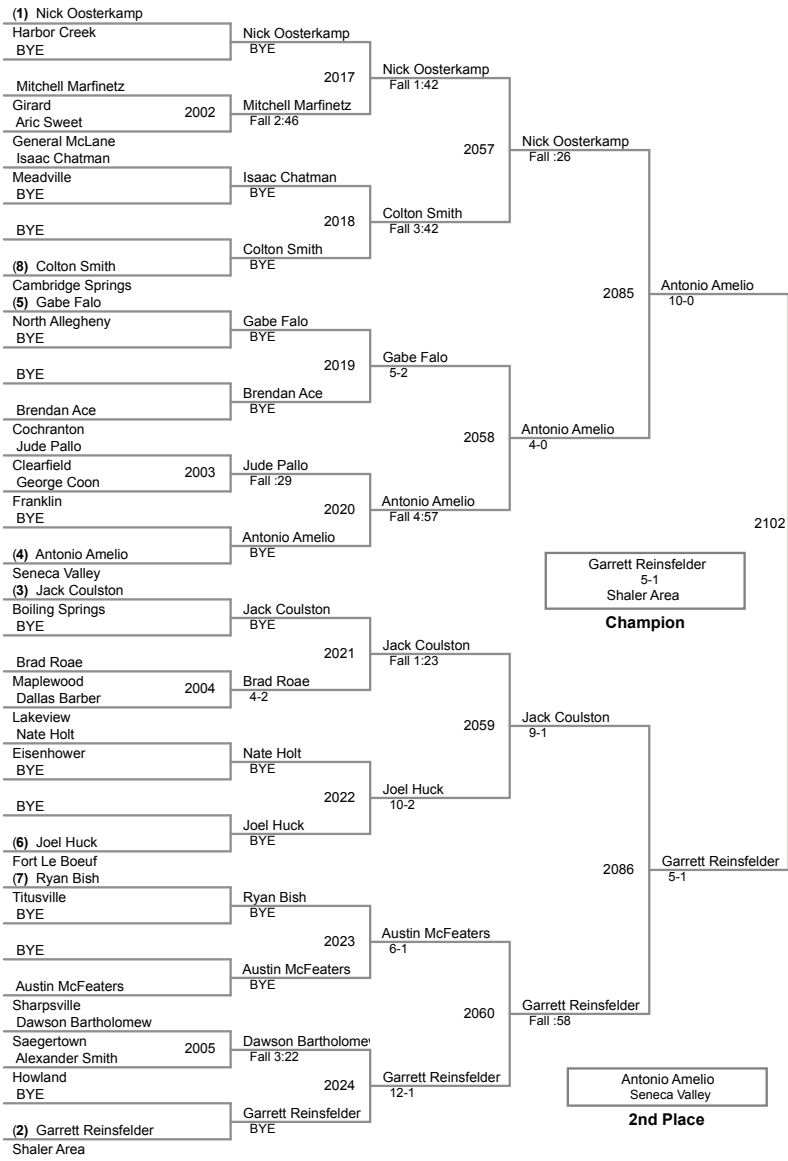 (1) Nick Oosterkamp
Harbor Creek
BYE
Mitchell Marfinetz
Girard
Aric Sweet
General McLane
Isaac Chatman
Meadville
BYE
BYE
(8) Colton Smith
Cambridge Springs
(5) Gabe Falo
North Allegheny
BYE
BYE
Brendan Ace
Cochranton
Jude Pallo
Clearfield
George Coon
Franklin
BYE
(4) Antonio Amelio
Seneca Valley
(3) Jack Coulston
Boiling Springs
BYE
Brad Roae
Maplewood
Dallas Barber
Lakeview
Nate Holt
Eisenhower
BYE
BYE
(6) Joel Huck
Fort Le Boeuf
(7) Ryan Bish
Titusville
BYE
BYE
Austin McFeaters
Sharpsville
Dawson Bartholomew
Saegertown
Alexander Smith
Howland
BYE
(2) Garrett Reinsfelder
Shaler Area
2002
2003
2004
2005
Nick Oosterkamp
BYE
Mitchell Marfinetz
Fall 2:46
Isaac Chatman
BYE
Colton Smith
BYE
Gabe Falo
BYE
Brendan Ace
BYE
Jude Pallo
Fall :29
Antonio Amelio
BYE
Jack Coulston
BYE
Brad Roae
4-2
Nate Holt
BYE
Joel Huck
BYE
Ryan Bish
BYE
Austin McFeaters
BYE
Dawson Bartholomew
Fall 3:22
Garrett Reinsfelder
BYE
2017
2018
2019
2020
2021
2022
2023
2024
Nick Oosterkamp
Fall 1:42
Colton Smith
Fall 3:42
Gabe Falo
5-2
Antonio Amelio
Fall 4:57
Jack Coulston
Fall 1:23
Joel Huck
10-2
Austin McFeaters
6-1
Garrett Reinsfelder
12-1
2057
2058
2059
2060
Nick Oosterkamp
Fall :26
Antonio Amelio
4-0
Jack Coulston
9-1
Garrett Reinsfelder
Fall :58
2085
2086
Antonio Amelio
10-0
Garrett Reinsfelder
5-1
2102
Garrett Reinsfelder
5-1
Shaler Area
Champion
Antonio Amelio
Seneca Valley
2nd Place